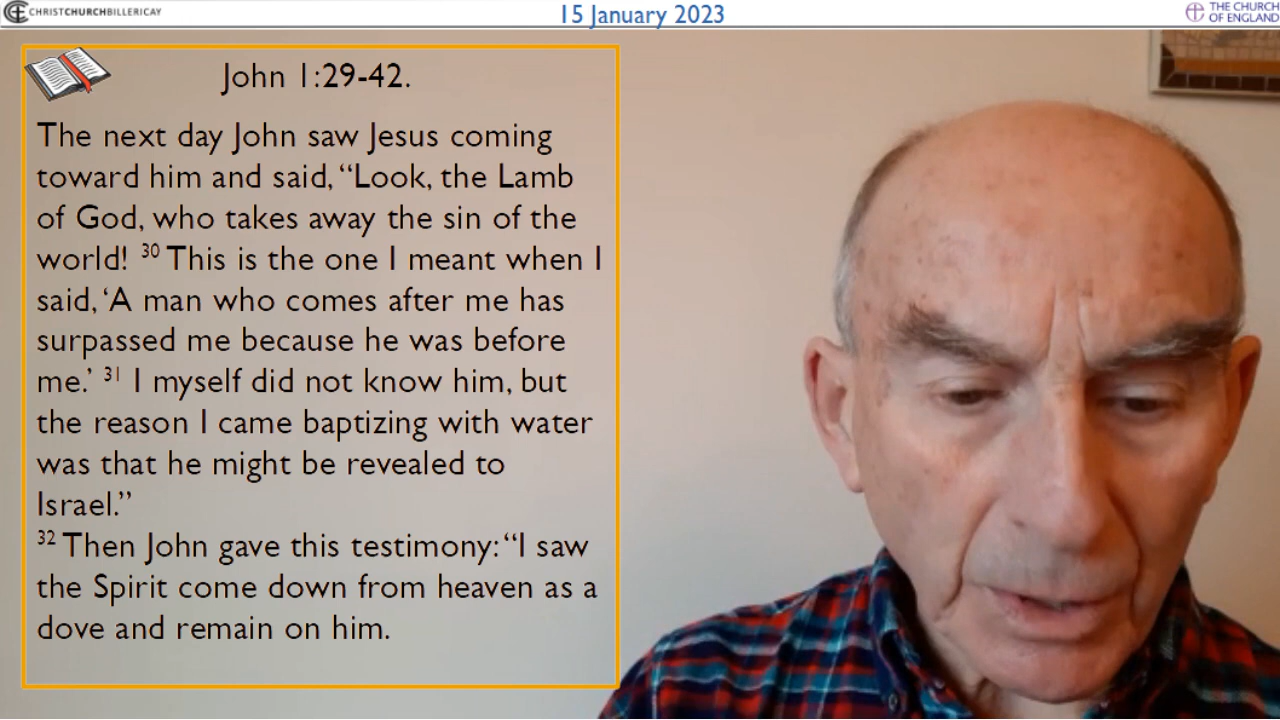 CHRISTCHURCHBILLERICAY
15 January 2023
THE CHURCH
OF ENGLAND
John 1:29-42.
The next day John saw Jesus coming
toward him and said, “Look, the Lamb
of God, who takes away the sin of the
world! 30 This is the one I meant when I
said, ‘A man who comes after me has
surpassed me because he was before
me.’ 31 I myself did not know him, but
the reason I came baptizing with water
was that he might be revealed to
Israel.”
32 Then John gave this testimony: “I saw
the Spirit come down from heaven as a
dove and remain on him.